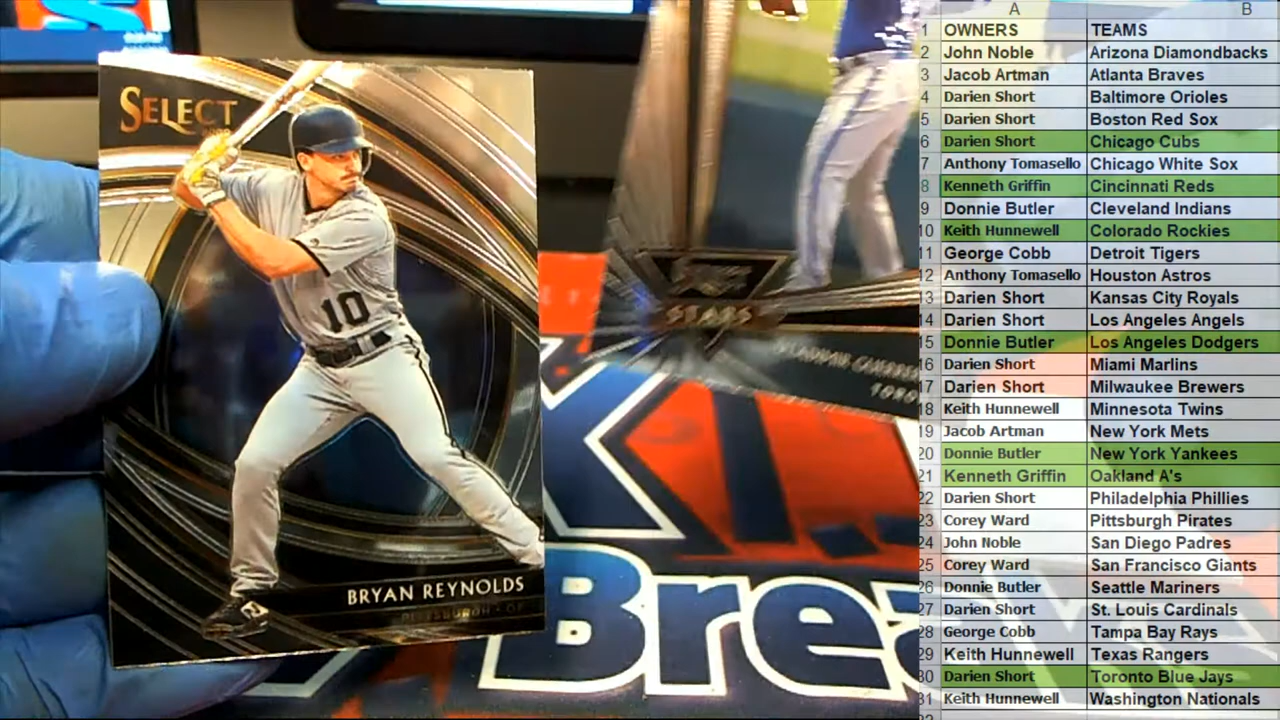 SELECT
2022
10
BRYAN REYNOLDS
PITTSBURGH • OF
SELECT
STARS
Brea
A B
1 OWNERS TEAMS
2 John Noble Arizona Diamondbacks
3 Jacob Artman Atlanta Braves
4 Darien Short Baltimore Orioles
5 Darien Short Boston Red Sox
6 Darien Short Chicago Cubs
7 Anthony Tomasello Chicago White Sox
8 Kenneth Griffin Cincinnati Reds
9 Donnie Butler Cleveland Indians
10 Keith Hunnewell Colorado Rockies
11 George Cobb Detroit Tigers
12 Anthony Tomasello Houston Astros
13 Darien Short Kansas City Royals
14 Darien Short Los Angeles Angels
15 Donnie Butler Los Angeles Dodgers
16 Darien Short Miami Marlins
17 Darien Short Milwaukee Brewers
18 Keith Hunnewell Minnesota Twins
19 Jacob Artman New York Mets
20 Donnie Butler New York Yankees
21 Kenneth Griffin Oakland A's
22 Darien Short Philadelphia Phillies
23 Corey Ward Pittsburgh Pirates
24 John Noble San Diego Padres
25 Corey Ward San Francisco Giants
26 Donnie Butler Seattle Mariners
27 Darien Short St. Louis Cardinals
28 George Cobb Tampa Bay Rays
29 Keith Hunnewell Texas Rangers
30 Darien Short Toronto Blue Jays
31 Keith Hunnewell Washington Nationals